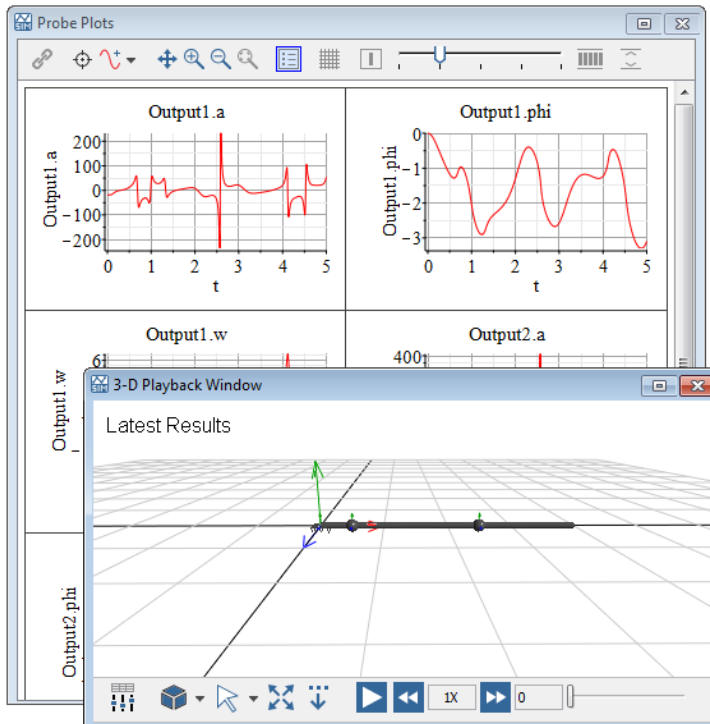 Probe Plots
Output1.a
Output1.a
200
100
0
−100
−200
0 1 2 3 4 5
t
Output1.phi
Output1.phi
0
−1
−2
−3
0 1 2 3 4 5
t
Output1.w
Output1.w
6
Output2.a
400
Output2.phi
SIM 3-D Playback Window
Latest Results
1X
0